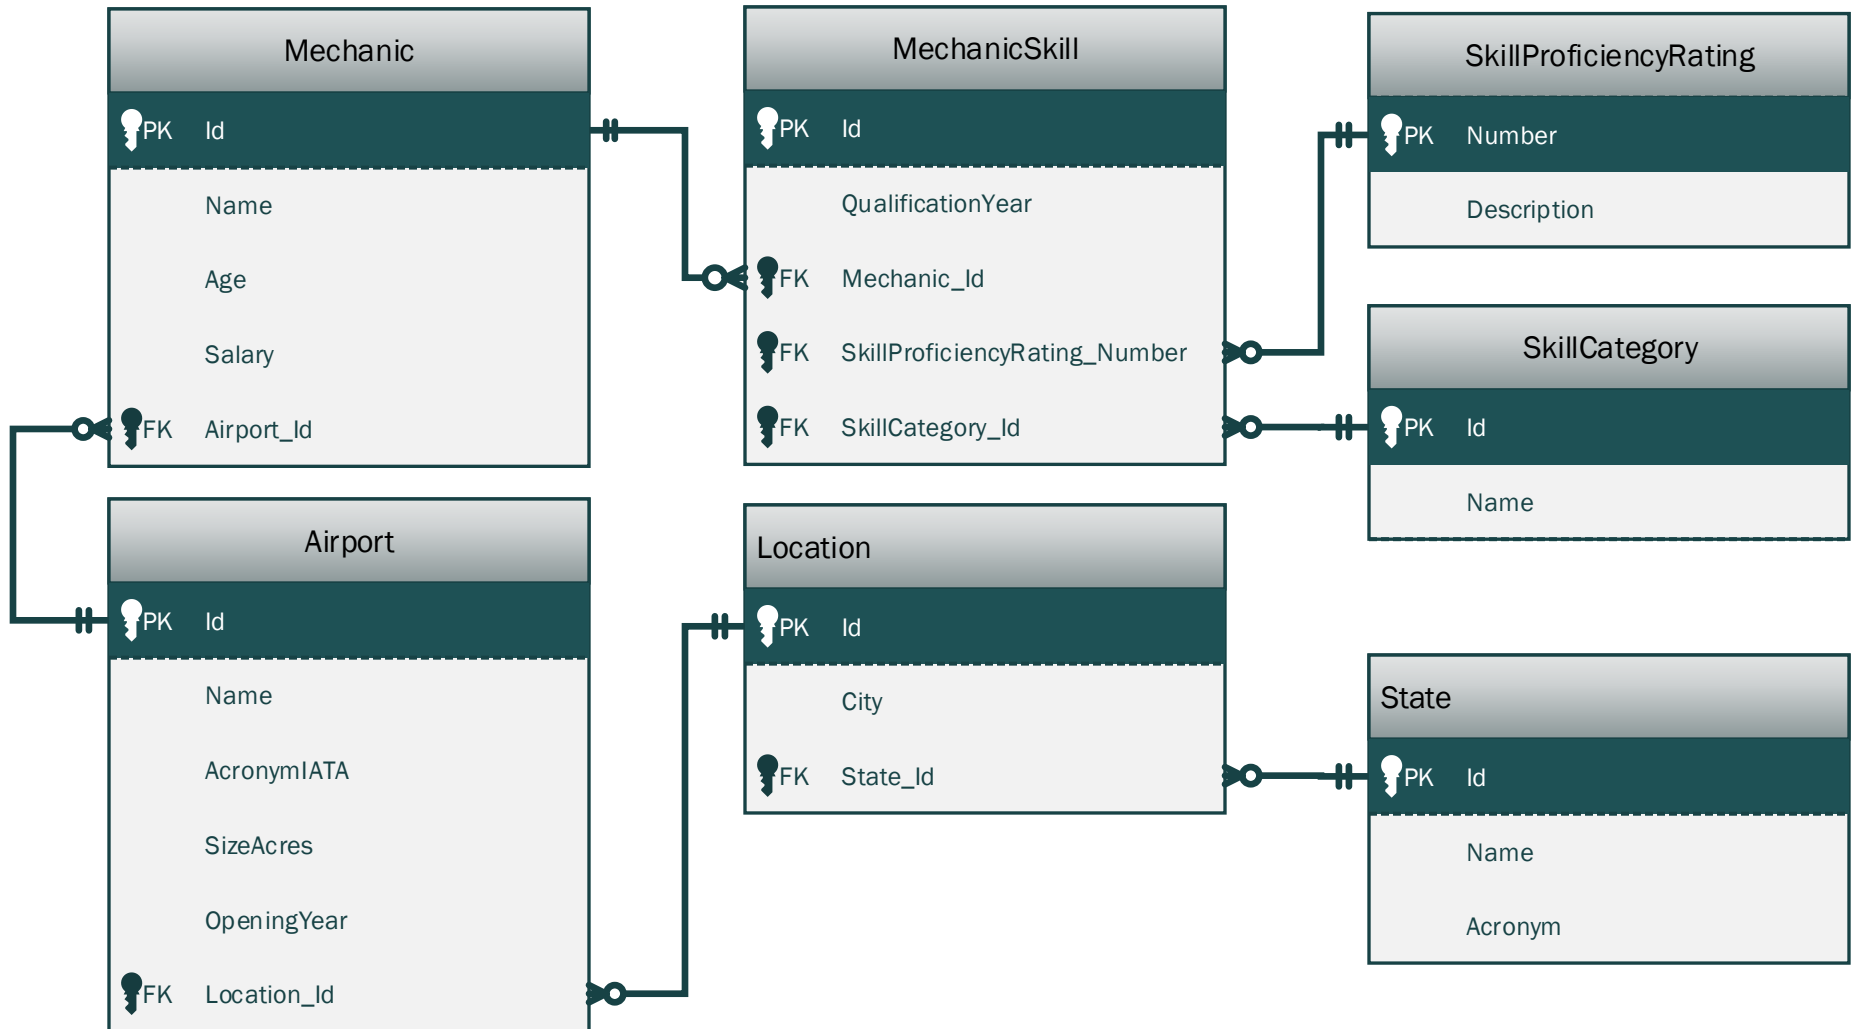 Mechanic
PK Id
Name
Age
Salary
FK Airport_Id
MechanicSkill
PK Id
QualificationYear
FK Mechanic_Id
FK SkillProficiencyRating_Number
FK SkillCategory_Id
SkillProficiencyRating
PK Number
Description
SkillCategory
PK Id
Name
Airport
PK Id
Name
AcronymIATA
SizeAcres
OpeningYear
FK Location_Id
Location
PK Id
City
FK State_Id
State
PK Id
Name
Acronym